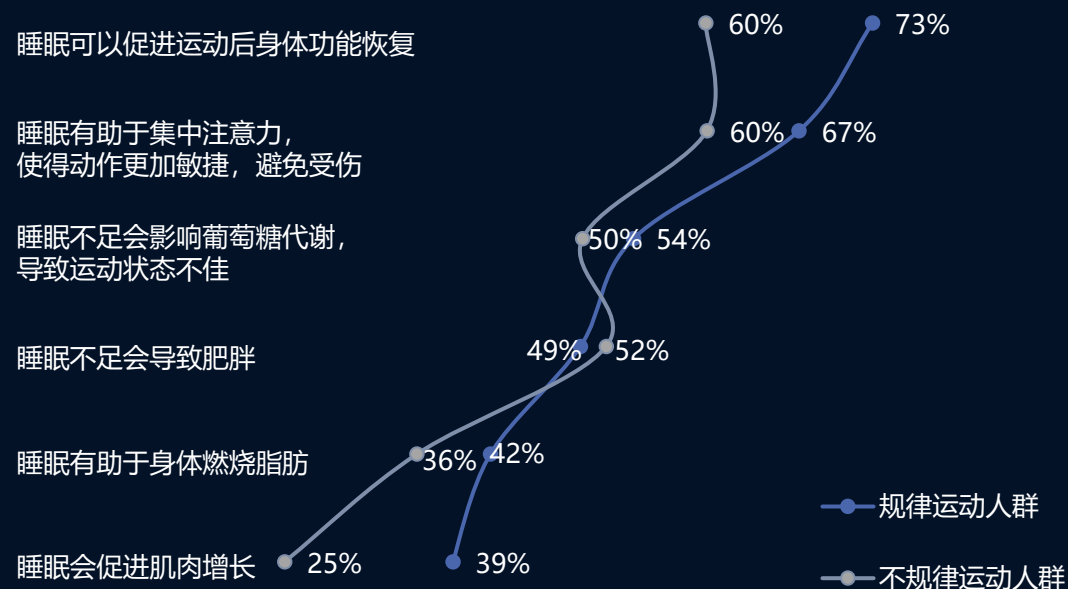 睡眠可以促进运动后身体功能恢复
60%
73%
睡眠有助于集中注意力，
使得动作更加敏捷，避免受伤
60%
67%
睡眠不足会影响葡萄糖代谢，
导致运动状态不佳
50%
54%
睡眠不足会导致肥胖
49%
52%
睡眠有助于身体燃烧脂肪
36%
42%
睡眠会促进肌肉增长
25%
39%
规律运动人群
不规律运动人群